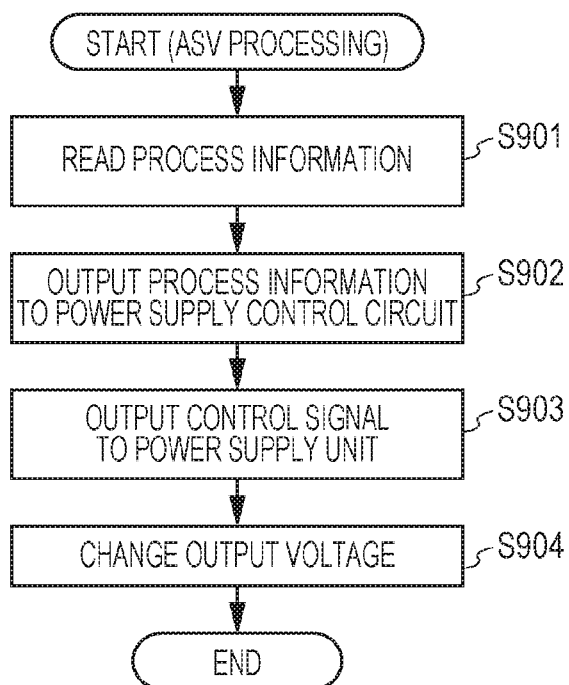 START (ASV PROCESSING)
READ PROCESS INFORMATION
S901
OUTPUT PROCESS INFORMATION
TO POWER SUPPLY CONTROL CIRCUIT
S902
OUTPUT CONTROL SIGNAL
TO POWER SUPPLY UNIT
S903
CHANGE OUTPUT VOLTAGE
S904
END